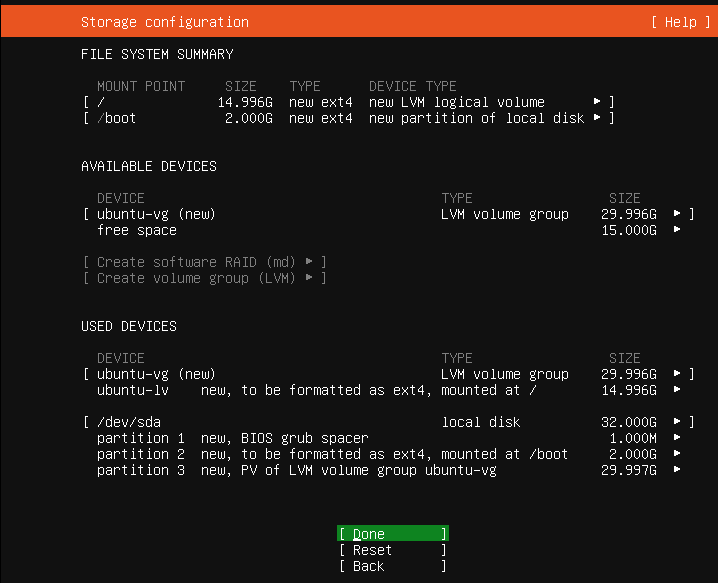 Storage configuration [ Help ]
FILE SYSTEM SUMMARY
MOUNT POINT SIZE TYPE DEVICE TYPE
[ / 14.996G new ext4 new LVM logical volume ▸ ]
[ /boot 2.000G new ext4 new partition of local disk ▸ ]
AVAILABLE DEVICES
DEVICE TYPE SIZE
[ ubuntu-vg (new) LVM volume group 29.996G ▸ ]
free space 15.000G ▸
[ Create software RAID (md) ▸ ]
[ Create volume group (LVM) ▸ ]
USED DEVICES
DEVICE TYPE SIZE
[ ubuntu-vg (new) LVM volume group 29.996G ▸ ]
ubuntu-lv new, to be formatted as ext4, mounted at / 14.996G ▸
[ /dev/sda local disk 32.000G ▸ ]
partition 1 new, BIOS grub spacer 1.000M ▸
partition 2 new, to be formatted as ext4, mounted at /boot 2.000G ▸
partition 3 new, PV of LVM volume group ubuntu-vg 29.997G ▸
[ Done ]
[ Reset ]
[ Back ]